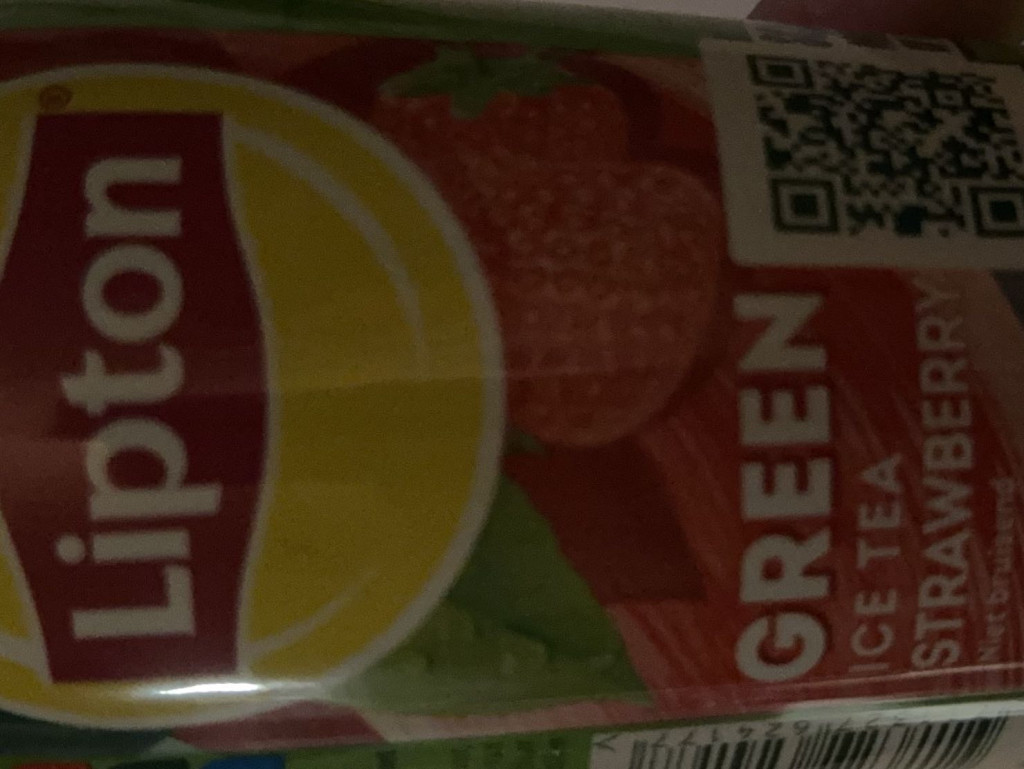 Lipton®
GREEN
ICE TEA
STRAWBERRY
Niet bruisend